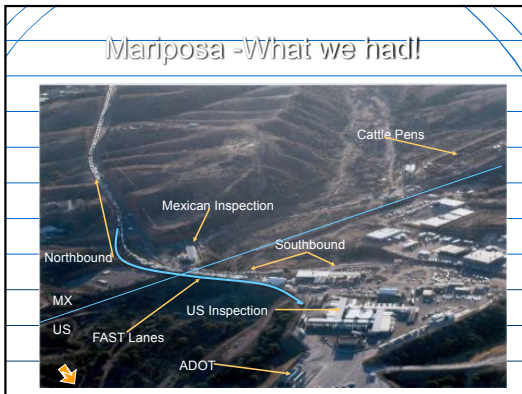 Mariposa -What we had!
Cattle Pens
Mexican Inspection
Southbound
Northbound
MX
US Inspection
US
FAST Lanes
ADOT